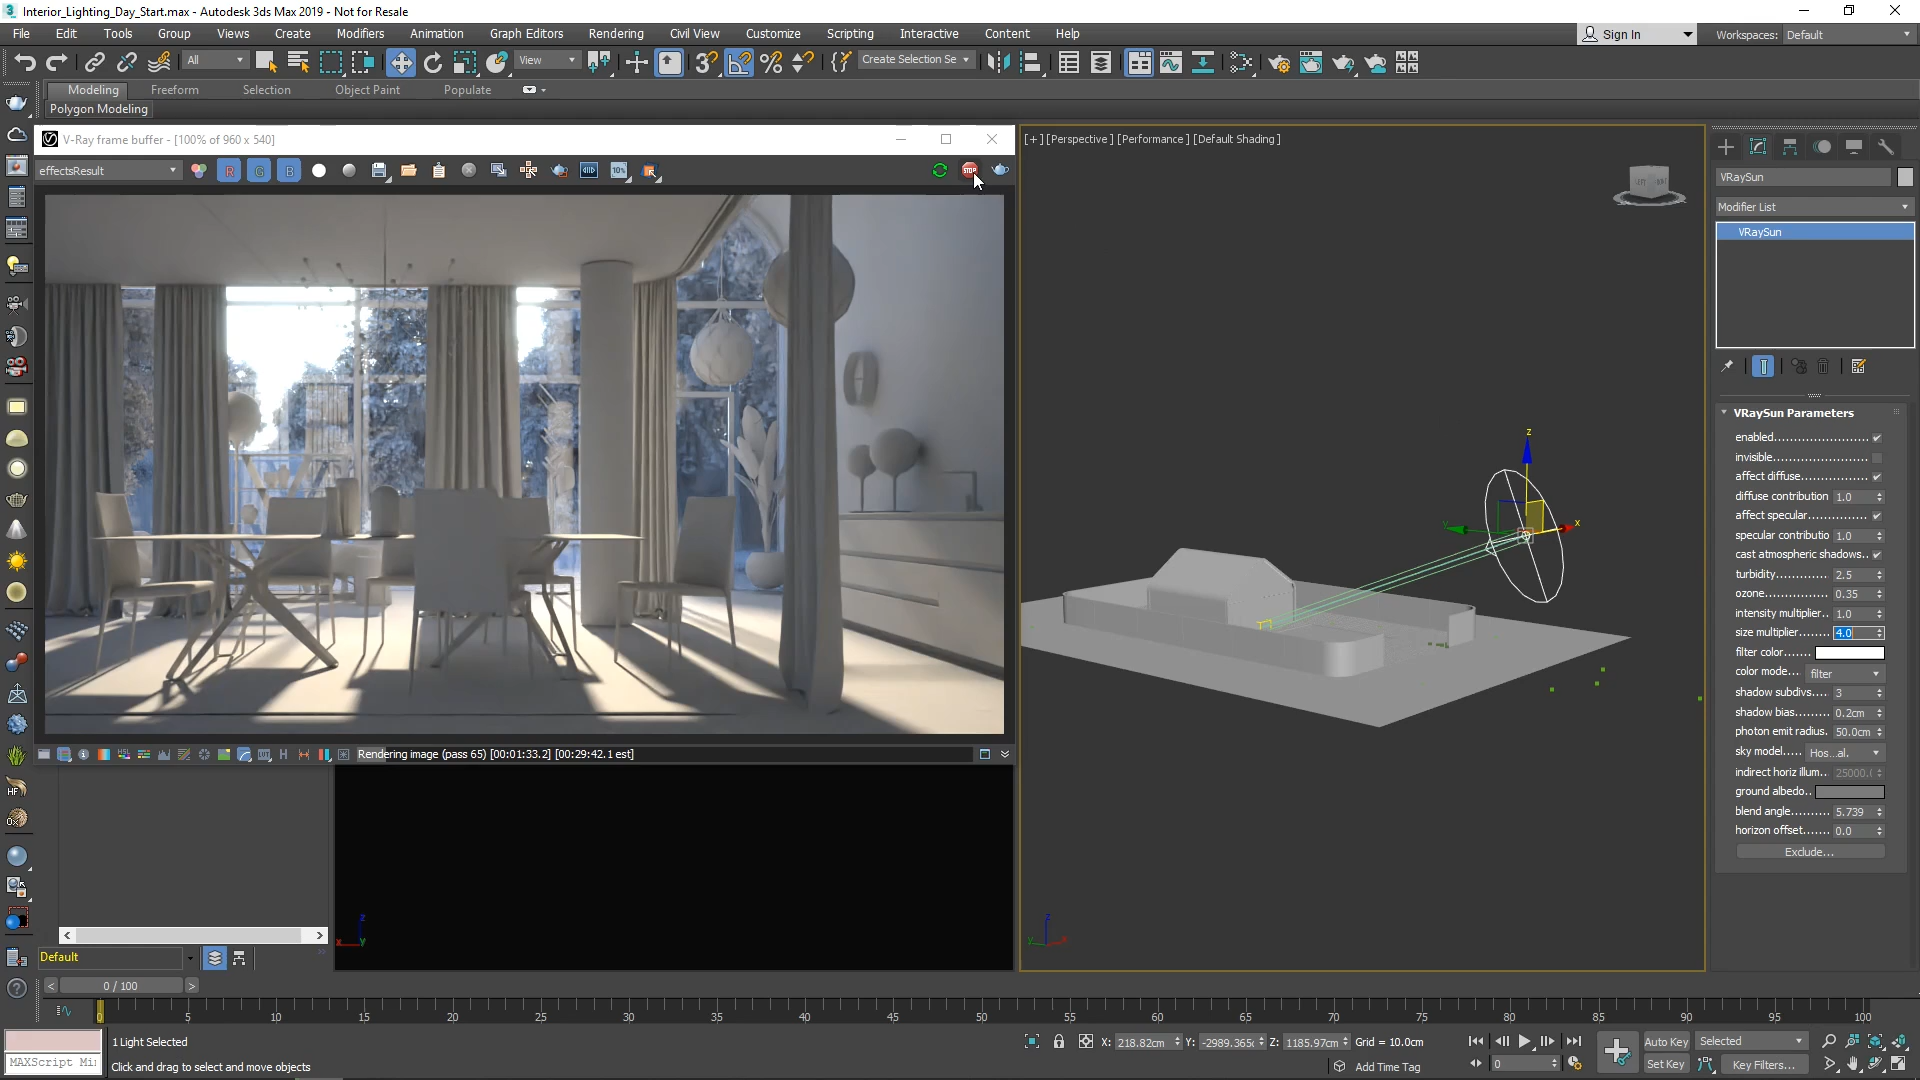 Interior_Lighting_Day_Start.max - Autodesk 3ds Max 2019 - Not for Resale
File Edit Tools Group Views Create Modifiers Animation Graph Editors Rendering Civil View Customize Scripting Interactive Content Help
Sign In
Workspaces: Default
All
View
Create Selection Se
Modeling Freeform Selection Object Paint Populate
Polygon Modeling
V-Ray frame buffer - [100% of 960 x 540]
effectsResult
R G B
10%
STOP
Rendering image (pass 65) [00:01:33.2] [00:29:42.1 est]
[+] [Perspective ] [Performance ] [Default Shading ]
z
y
x
VRaySun
Modifier List
VRaySun
VRaySun Parameters
enabled
invisible
affect diffuse
diffuse contribution 1.0
affect specular
specular contributio 1.0
cast atmospheric shadows..
turbidity 2.5
ozone 0.35
intensity multiplier.. 1.0
size multiplier 4.0
filter color
color mode... filter
shadow subdivs.... 3
shadow bias 0.2cm
photon emit radius. 50.0cm
sky model..... Hos...al.
indirect horiz illum.. 25000.(
ground albedo..
blend angle 5.739
horizon offset 0.0
Exclude...
Default
< 0 / 100 >
0 5 10 15 20 25 30 35 40 45 50 55 60 65 70 75 80 85 90 95 100
MAXScript Mi
1 Light Selected
Click and drag to select and move objects
X: 218.82cm Y: -2989.365( Z: 1185.97cm Grid = 10.0cm
Add Time Tag
0
Auto Key Selected
Set Key Key Filters...